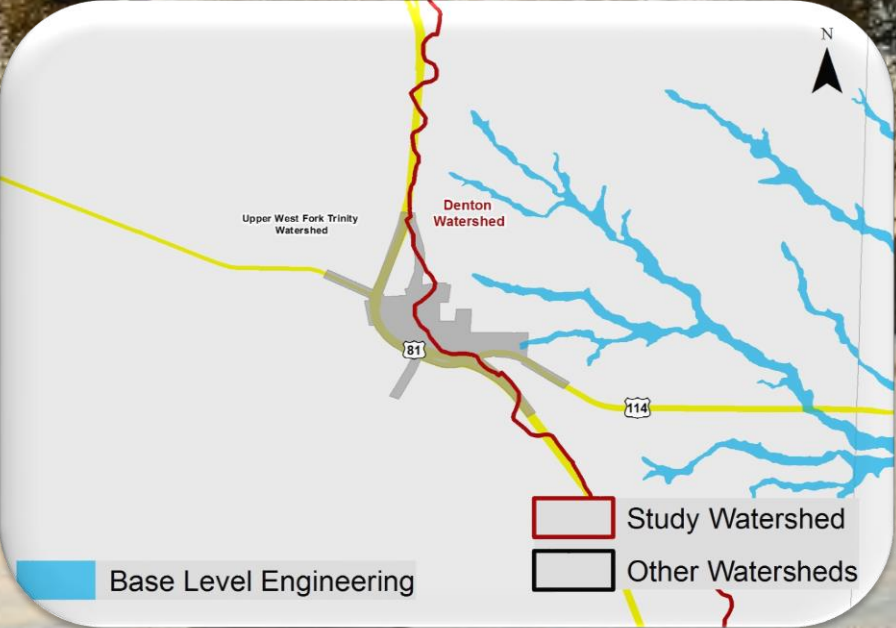 N
Upper West Fork Trinity
Watershed
Denton
Watershed
81
114
Study Watershed
Other Watersheds
Base Level Engineering